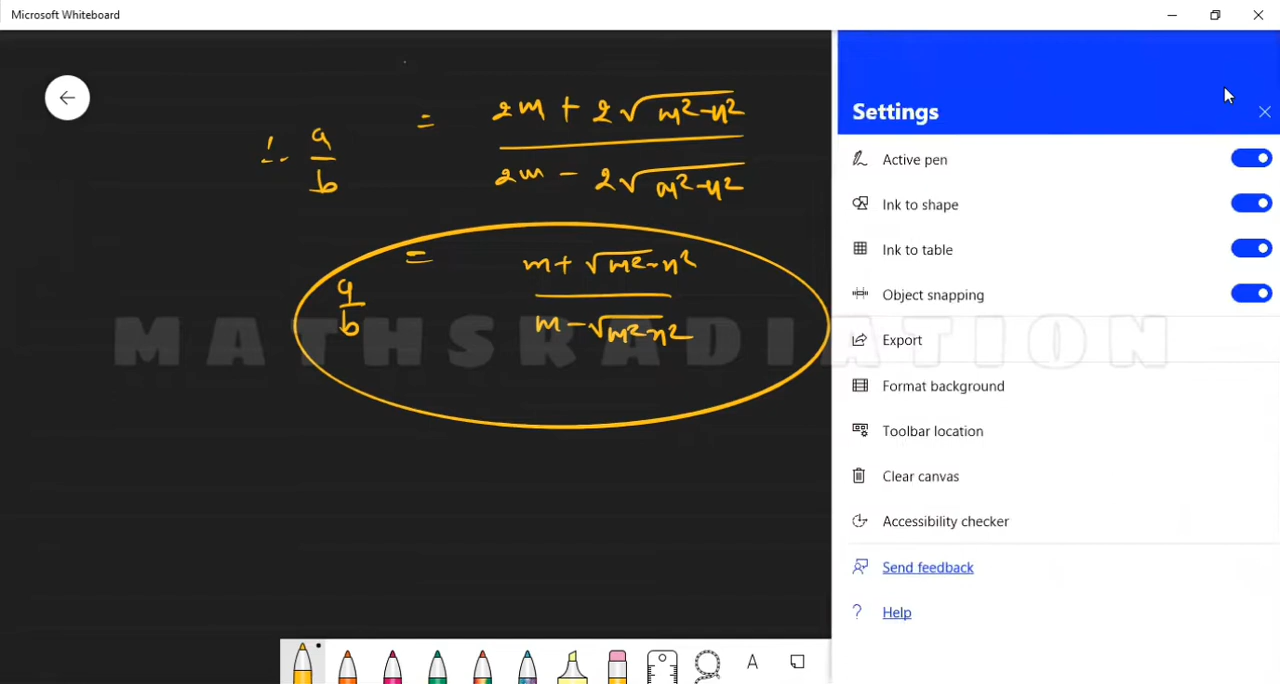 Microsoft Whiteboard
∴ a/b = (2m + 2√(m²-n²)) / (2m - 2√(m²-n²))
a/b = (m + √(m²-n²)) / (m - √(m²-n²))
MATHSRADIATION
Settings
Active pen
Ink to shape
Ink to table
Object snapping
Export
Format background
Toolbar location
Clear canvas
Accessibility checker
Send feedback
? Help
A